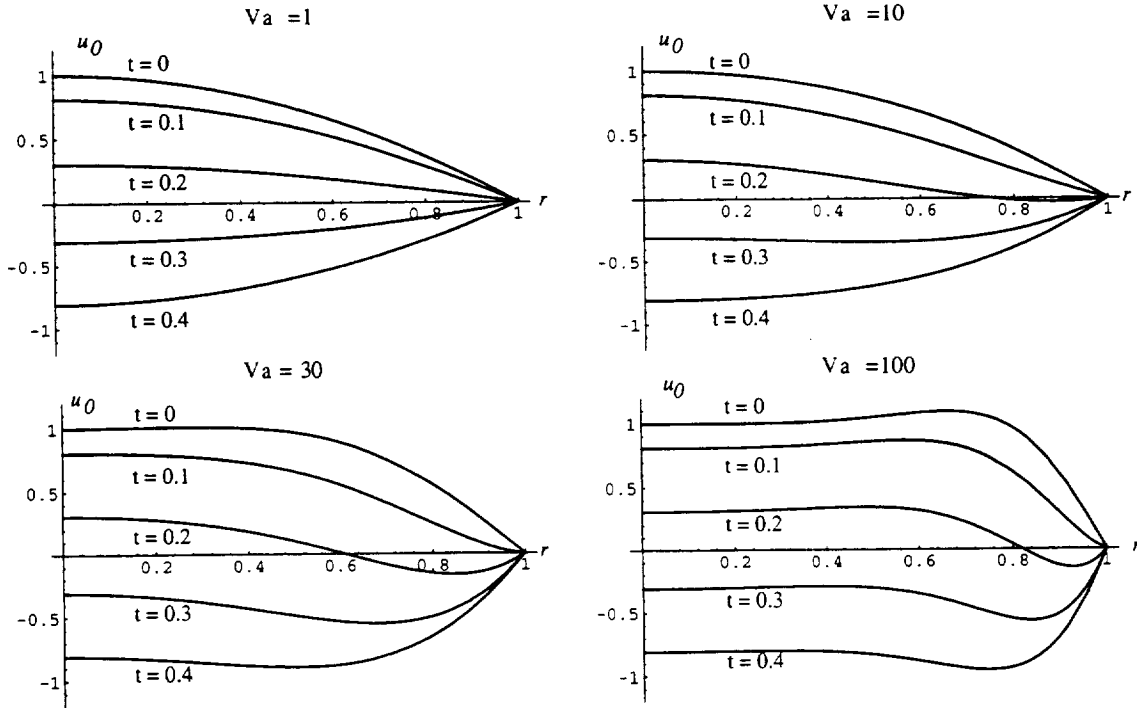 Va =1
u0
t = 0
1
t = 0.1
0.5
t = 0.2
0.2 0.4 0.6 0.8 1 r
t = 0.3
-0.5
t = 0.4
-1
Va =10
u0
t = 0
1
t = 0.1
0.5
t = 0.2
0.2 0.4 0.6 0.8 1 r
t = 0.3
-0.5
t = 0.4
-1
Va = 30
u0
t = 0
1
t = 0.1
0.5
t = 0.2
0.2 0.4 0.6 0.8 1 r
t = 0.3
-0.5
t = 0.4
-1
Va =100
u0
t = 0
1
t = 0.1
0.5
t = 0.2
0.2 0.4 0.6 0.8 1 r
t = 0.3
-0.5
t = 0.4
-1